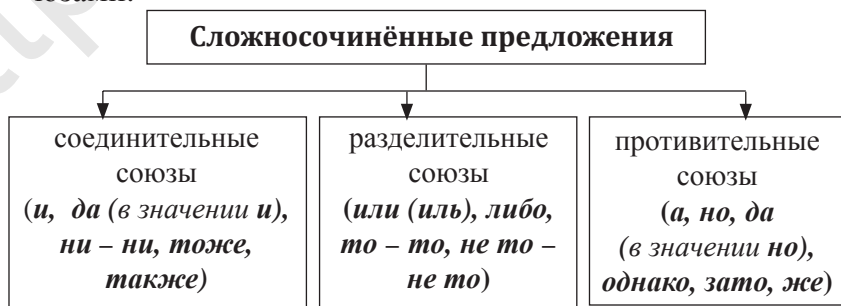 Сложносочинённые предложения
соединительные
союзы
(и, да (в значении и),
ни – ни, тоже,
также)
разделительные
союзы
(или (иль), либо,
то – то, не то –
не то)
противительные
союзы
(а, но, да
(в значении но),
однако, зато, же)